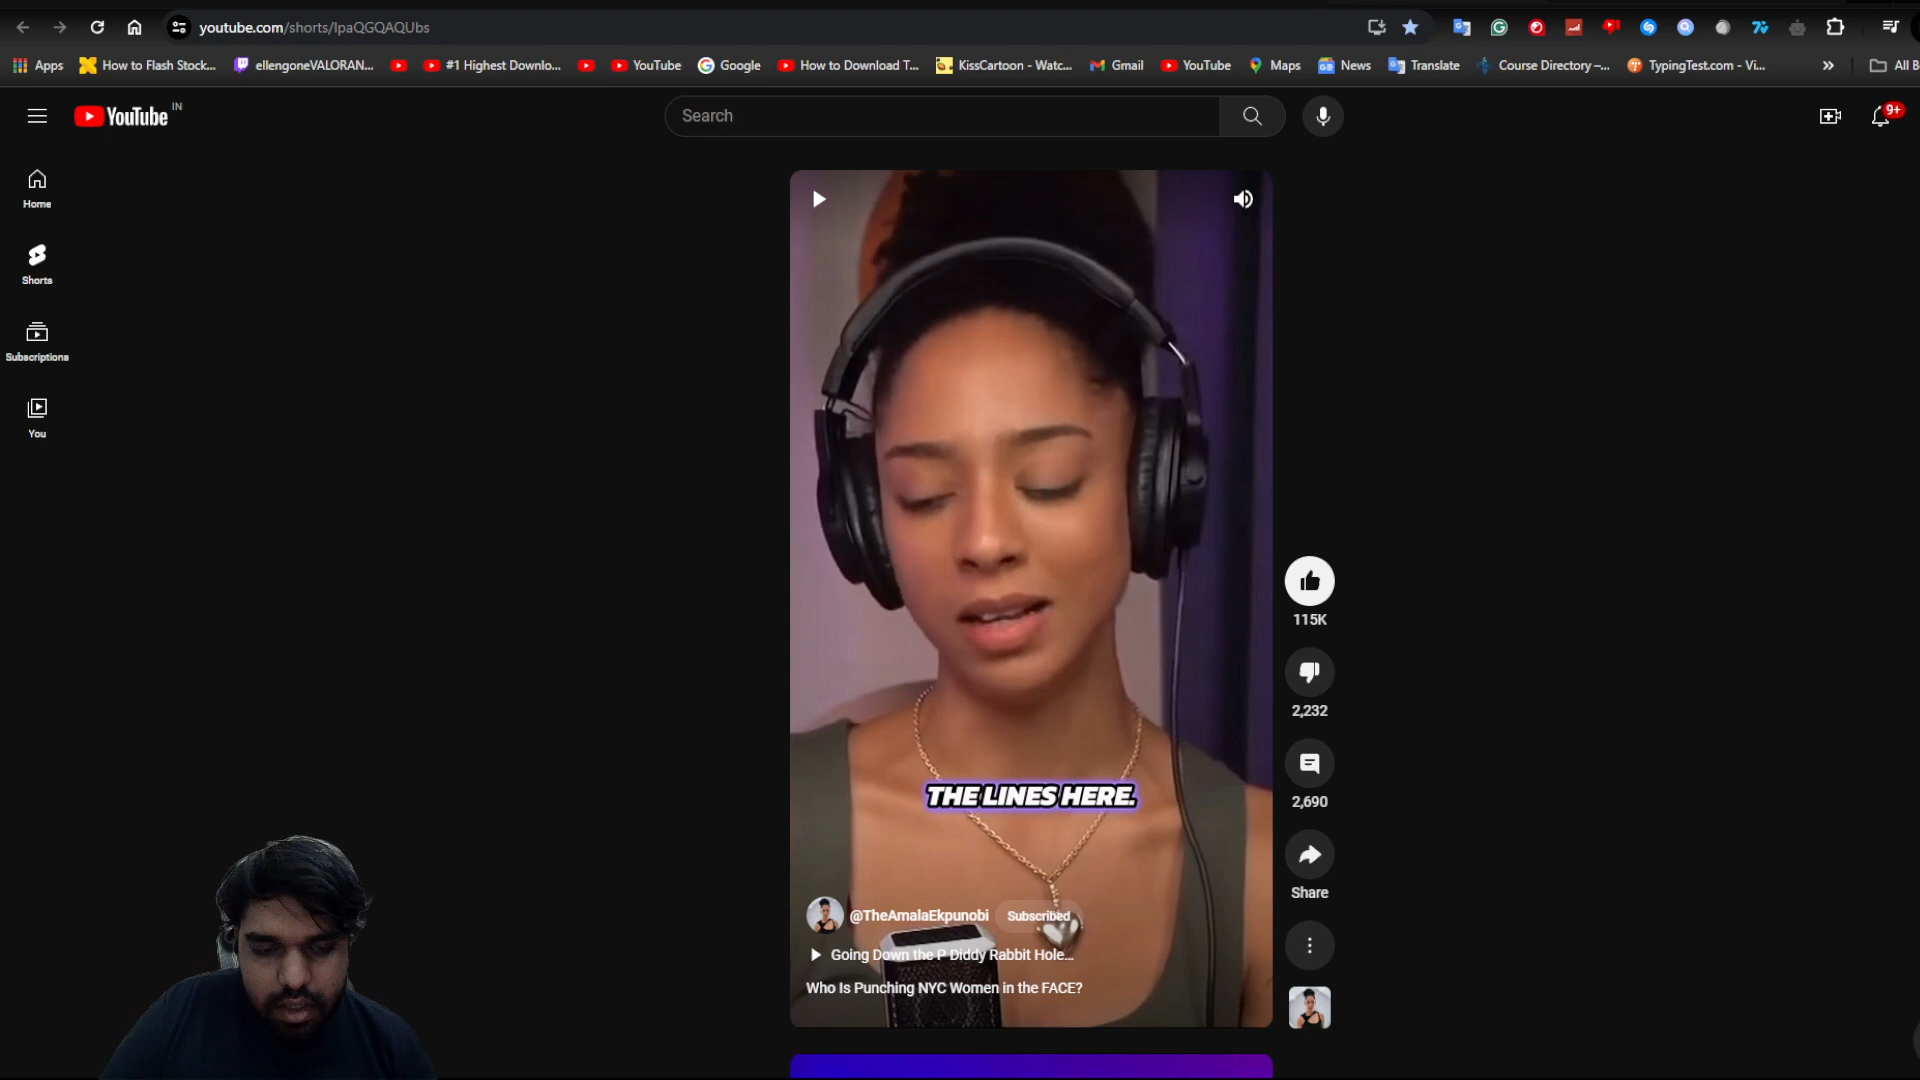 youtube.com/shorts/lpaQGQAQUbs
Apps
How to Flash Stock...
ellengoneVALORAN...
#1 Highest Downlo...
YouTube
Google
How to Download T...
KissCartoon - Watc...
Gmail
YouTube
Maps
News
Translate
Course Directory –...
TypingTest.com - Vi...
»
All B
YouTube IN
Search
9+
Home
Shorts
Subscriptions
You
THE LINES HERE.
115K
2,232
2,690
Share
@TheAmalaEkpunobi Subscribed
Going Down the P Diddy Rabbit Hole...
Who Is Punching NYC Women in the FACE?